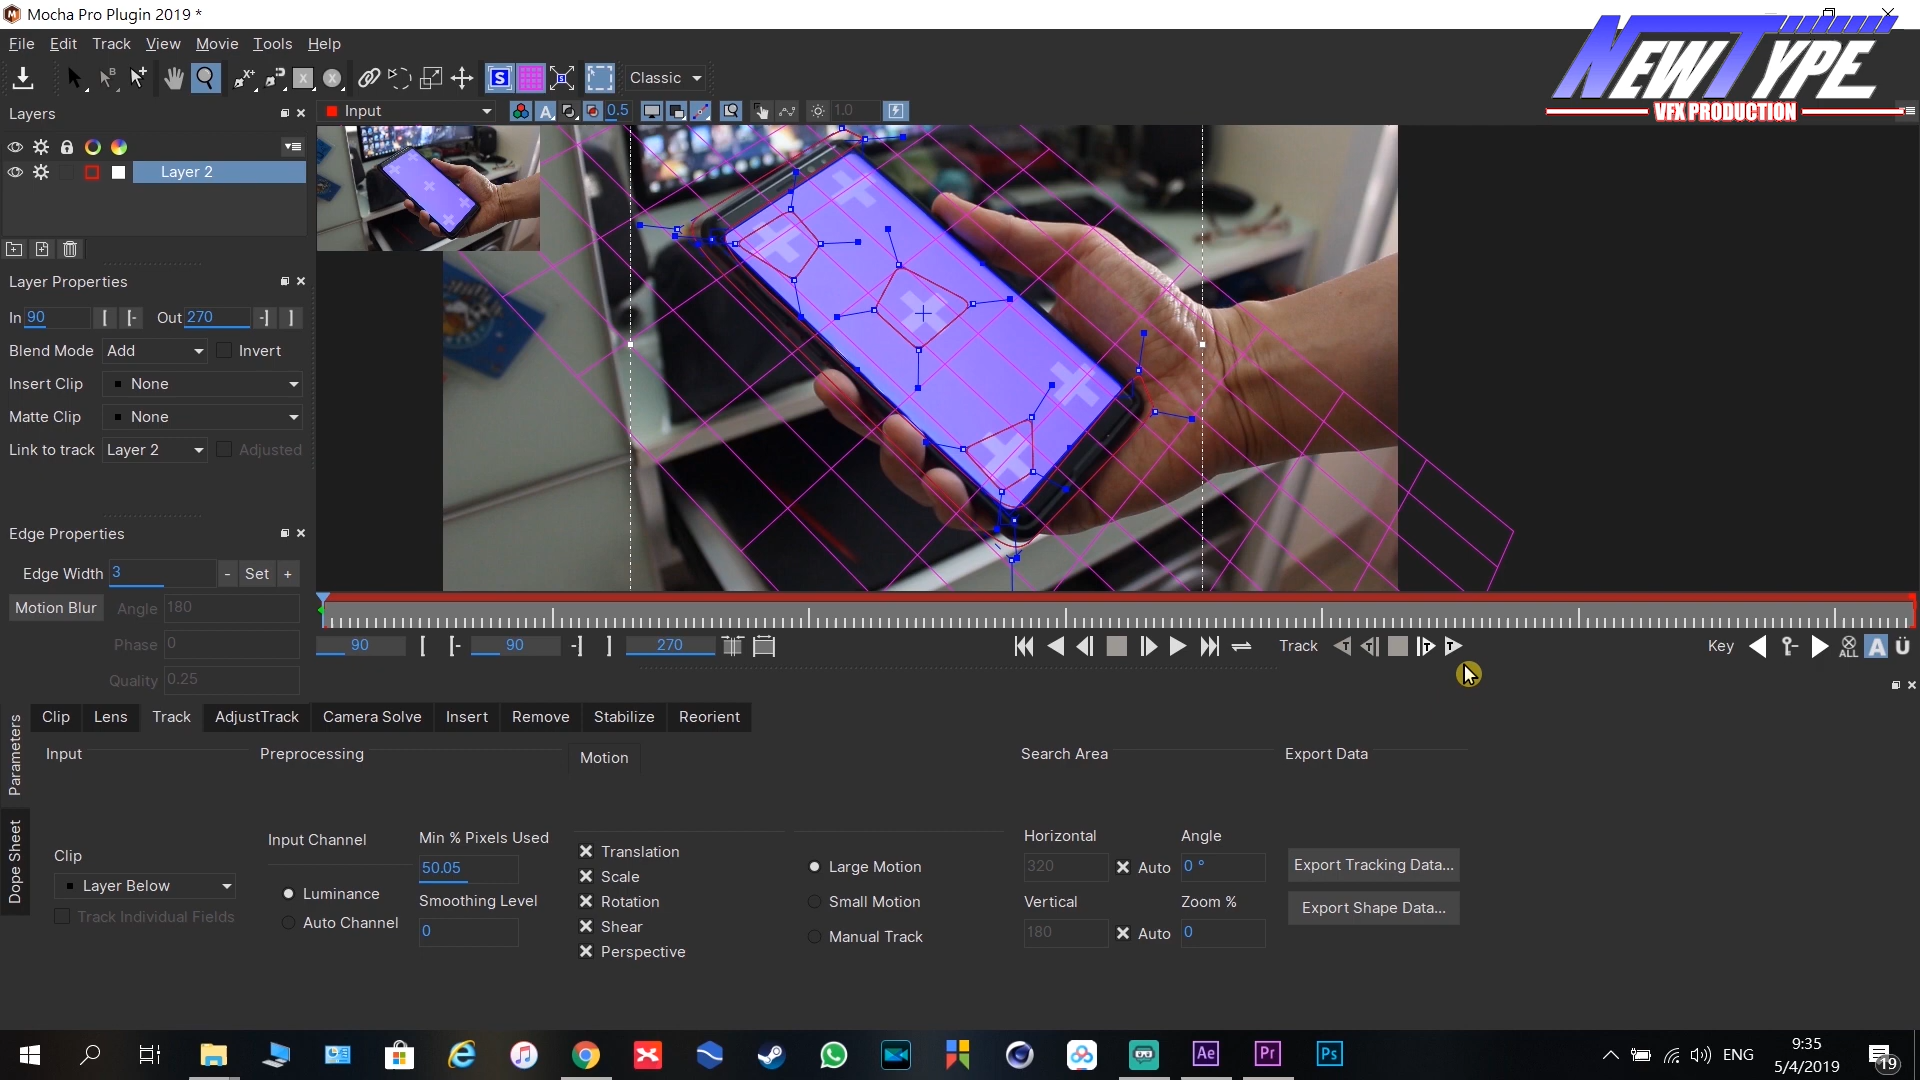 Mocha Pro Plugin 2019 *
File Edit Track View Movie Tools Help
NEWTYPE
VFX PRODUCTION
Classic
Layers
Input
A
0.5
1.0
Layer 2
Layer Properties
In 90 [ [- Out 270 -] ]
Blend Mode Add Invert
Insert Clip None
Matte Clip None
Link to track Layer 2 Adjusted
Edge Properties
Edge Width 3 - Set +
Motion Blur Angle 180
Phase 0
Quality 0.25
90 [ [- 90 -] ] 270
Track
Key
ALL
A
Ü
Parameters
Dope Sheet
Clip Lens Track AdjustTrack Camera Solve Insert Remove Stabilize Reorient
Input
Clip
Layer Below
Track Individual Fields
Preprocessing
Input Channel
Luminance
Auto Channel
Min % Pixels Used
50.05
Smoothing Level
0
Motion
Translation
Scale
Rotation
Shear
Perspective
Large Motion
Small Motion
Manual Track
Search Area
Horizontal Angle
320 Auto 0 °
Vertical Zoom %
180 Auto 0
Export Data
Export Tracking Data...
Export Shape Data...
Ae
Pr
Ps
ENG
9:35
5/4/2019
19